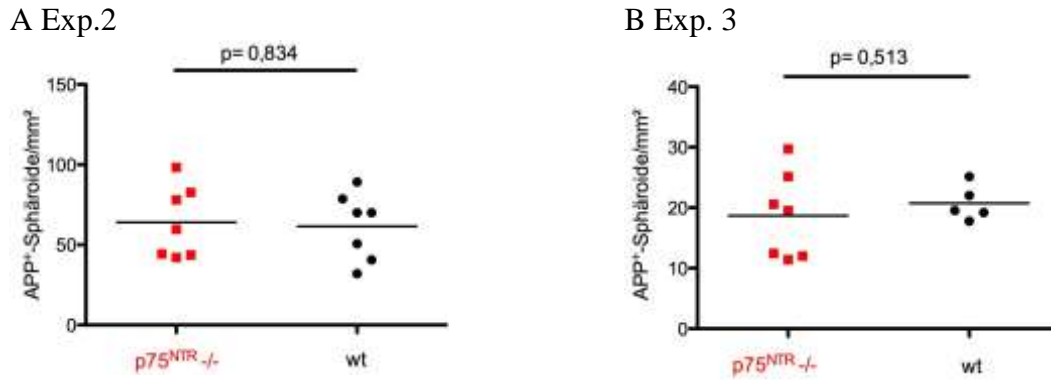 A Exp.2
p= 0,834
APP⁺-Sphäroide/mm²
150
100
50
0
p75ᴺᵀᴿ -/-
wt
B Exp. 3
p= 0,513
APP⁺-Sphäroide/mm²
40
30
20
10
0
p75ᴺᵀᴿ -/-
wt